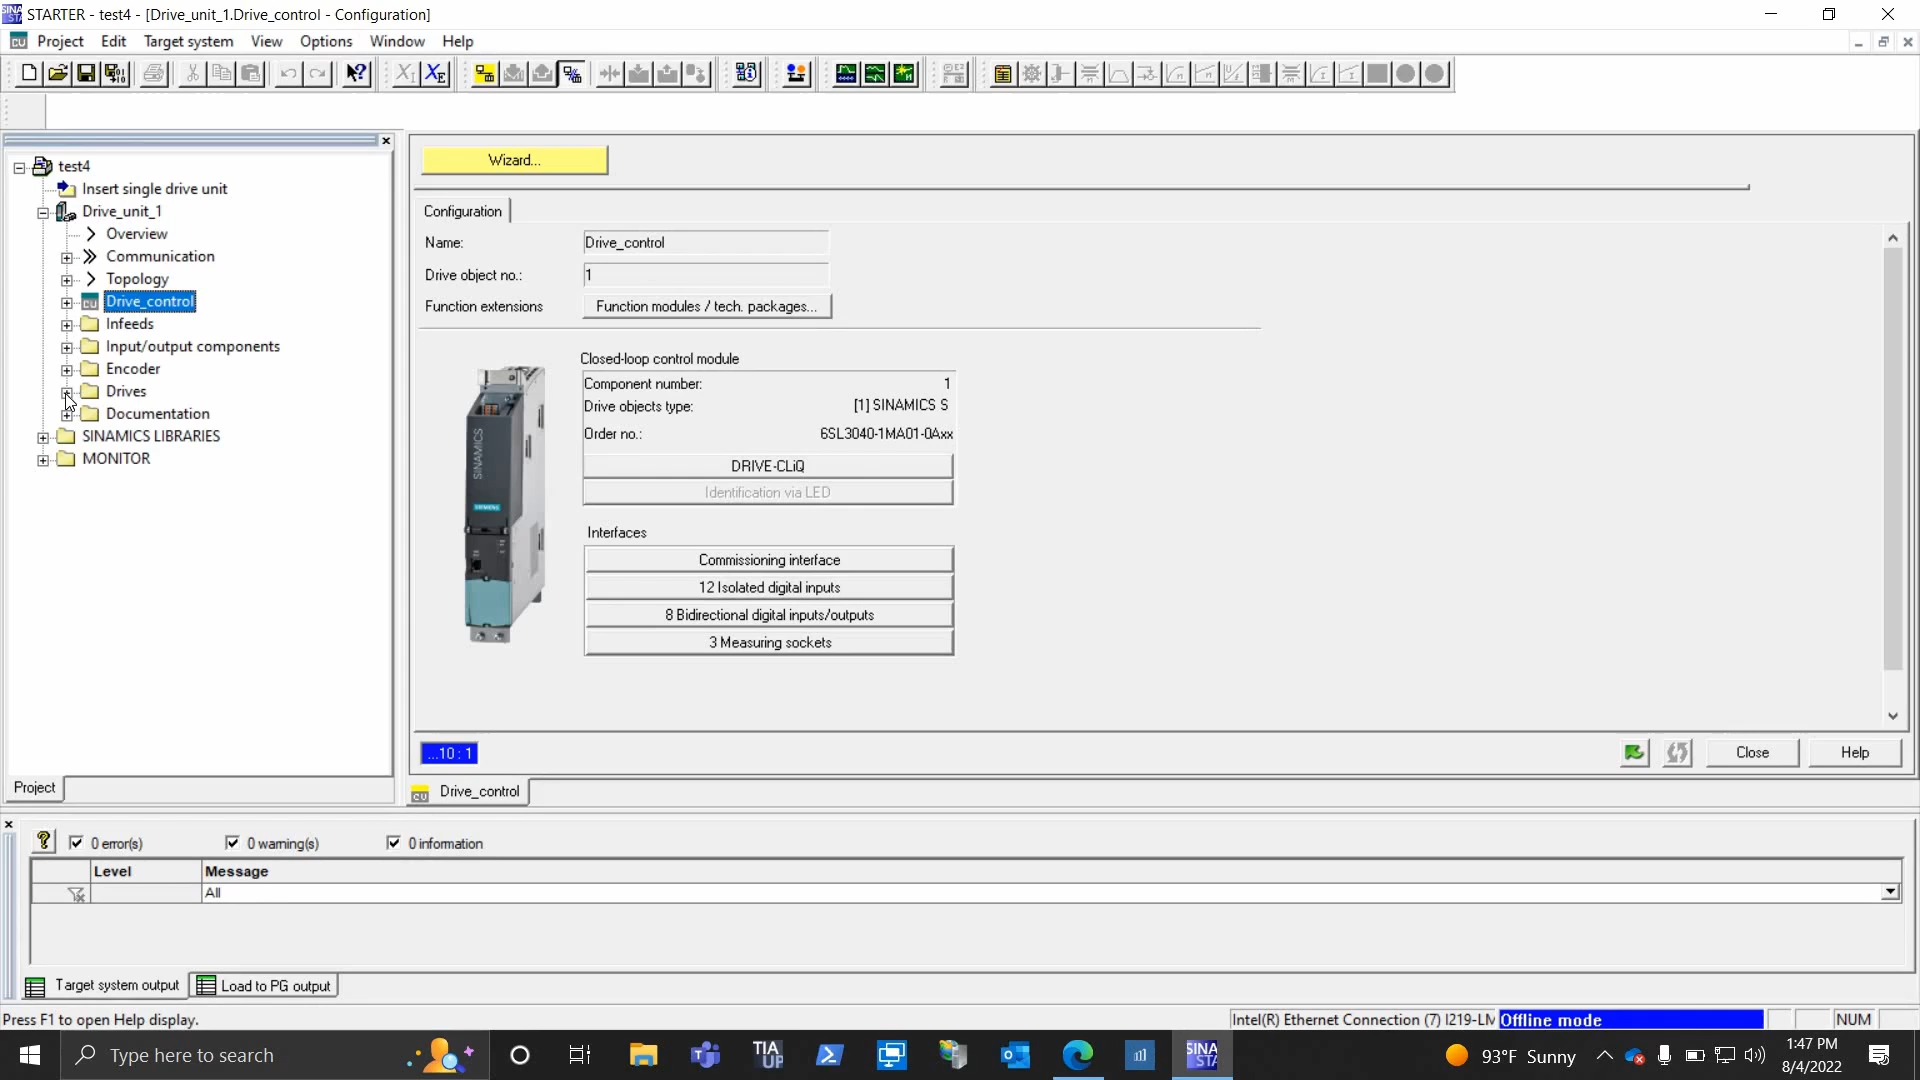 STARTER - test4 - [Drive_unit_1.Drive_control - Configuration]
CU Project Edit Target system View Options Window Help
test4
Insert single drive unit
Drive_unit_1
Overview
Communication
Topology
Drive_control
Infeeds
Input/output components
Encoder
Drives
Documentation
SINAMICS LIBRARIES
MONITOR
Project
Wizard...
Configuration
Name: Drive_control
Drive object no.: 1
Function extensions Function modules / tech. packages...
SINAMICS
SIEMENS
Closed-loop control module
Component number: 1
Drive objects type: [1] SINAMICS S
Order no.: 6SL3040-1MA01-0Axx
DRIVE-CLiQ
Identification via LED
Interfaces
Commissioning interface
12 Isolated digital inputs
8 Bidirectional digital inputs/outputs
3 Measuring sockets
...10 : 1
Close Help
CU Drive_control
0 error(s) 0 warning(s) 0 information
Level Message
All
Target system output Load to PG output
Press F1 to open Help display.
Intel(R) Ethernet Connection (7) I219-LM Offline mode NUM
Type here to search
TIA
SINA
STA
93°F Sunny
1:47 PM
8/4/2022